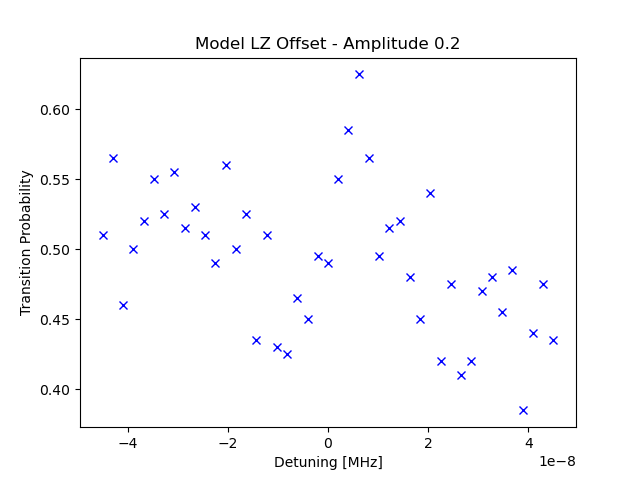 Model LZ Offset - Amplitude 0.2
0.60
0.55
0.50
0.45
0.40
Transition Probability
−4
−2
0
2
4
1e−8
Detuning [MHz]